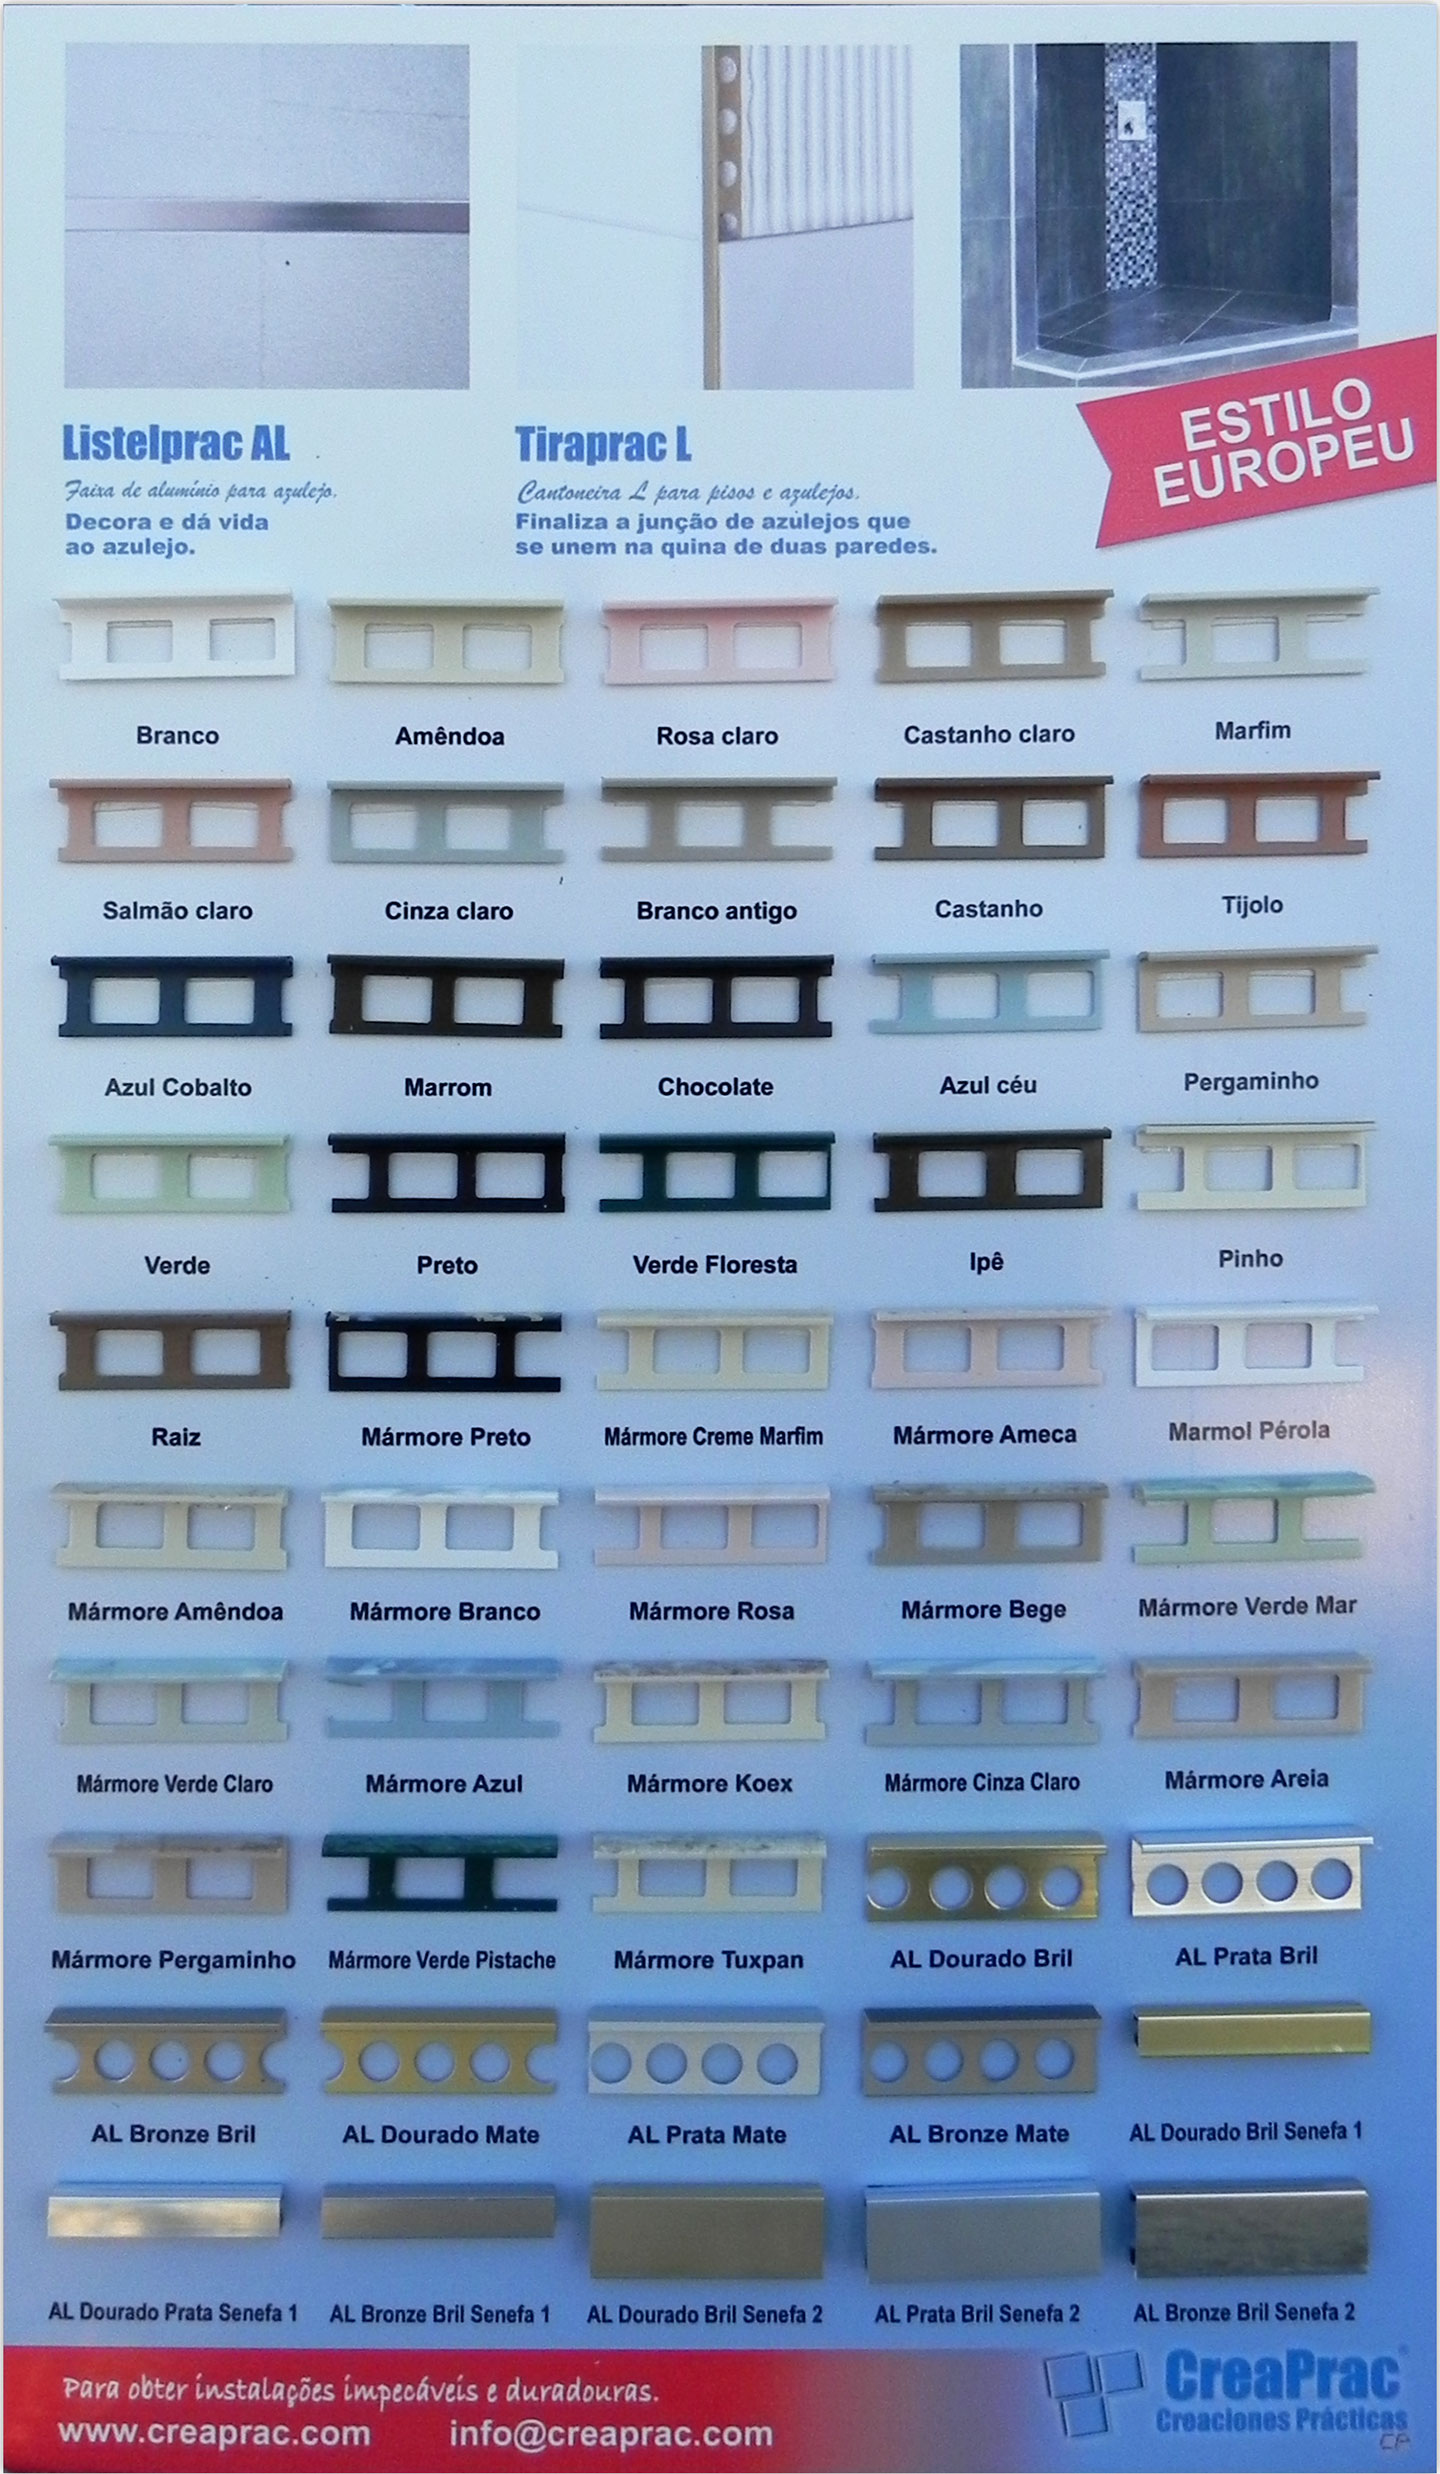 Listelprac AL
Faixa de alumínio para azulejo.
Decora e dá vida
ao azulejo.
Tiraprac L
Cantoneira L para pisos e azulejos.
Finaliza a junção de azulejos que
se unem na quina de duas paredes.
ESTILO
EUROPEU
Branco
Amêndoa
Rosa claro
Castanho claro
Marfim
Salmão claro
Cinza claro
Branco antigo
Castanho
Tijolo
Azul Cobalto
Marrom
Chocolate
Azul céu
Pergaminho
Verde
Preto
Verde Floresta
Ipê
Pinho
Raiz
Mármore Preto
Mármore Creme Marfim
Mármore Ameca
Marmol Pérola
Mármore Amêndoa
Mármore Branco
Mármore Rosa
Mármore Bege
Mármore Verde Mar
Mármore Verde Claro
Mármore Azul
Mármore Koex
Mármore Cinza Claro
Mármore Areia
Mármore Pergaminho
Mármore Verde Pistache
Mármore Tuxpan
AL Dourado Bril
AL Prata Bril
AL Bronze Bril
AL Dourado Mate
AL Prata Mate
AL Bronze Mate
AL Dourado Bril Senefa 1
AL Dourado Prata Senefa 1
AL Bronze Bril Senefa 1
AL Dourado Bril Senefa 2
AL Prata Bril Senefa 2
AL Bronze Bril Senefa 2
Para obter instalações impecáveis e duradouras.
www.creaprac.com
info@creaprac.com
CreaPrac®
Creaciones Prácticas